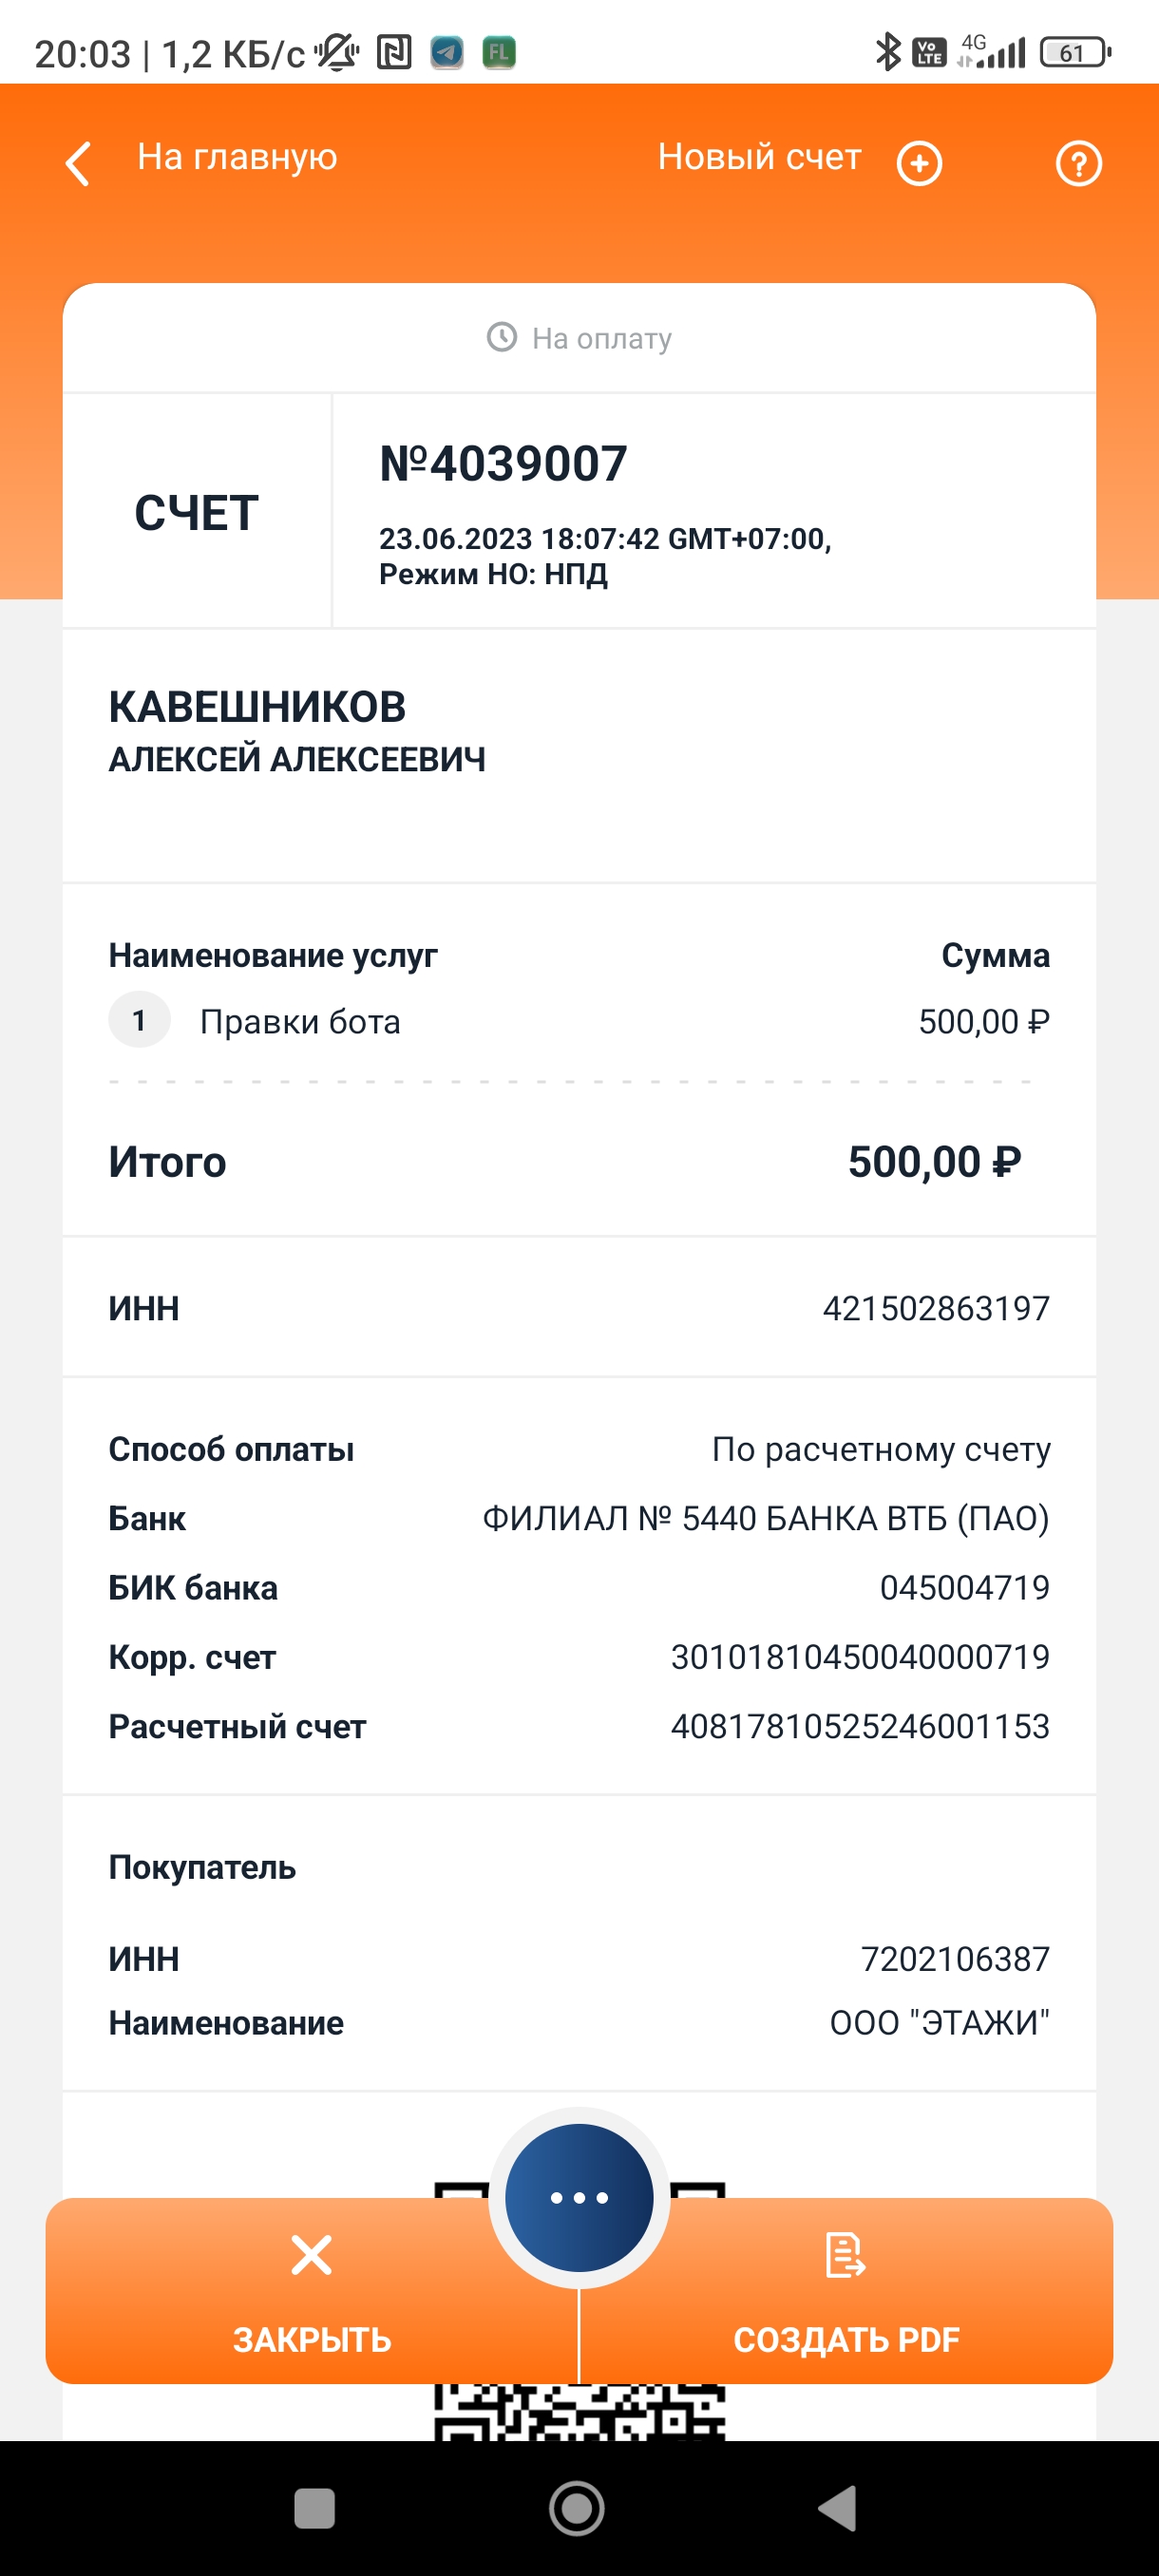 20:03 | 1,2 КБ/с FL Vo LTE 4G 61
На главную Новый счет
На оплату
СЧЕТ
№4039007
23.06.2023 18:07:42 GMT+07:00,
Режим НО: НПД
КАВЕШНИКОВ
АЛЕКСЕЙ АЛЕКСЕЕВИЧ
Наименование услуг Сумма
1 Правки бота 500,00 ₽
Итого 500,00 ₽
ИНН 421502863197
Способ оплаты По расчетному счету
Банк ФИЛИАЛ № 5440 БАНКА ВТБ (ПАО)
БИК банка 045004719
Корр. счет 30101810450040000719
Расчетный счет 40817810525246001153
Покупатель
ИНН 7202106387
Наименование ООО "ЭТАЖИ"
ЗАКРЫТЬ СОЗДАТЬ PDF